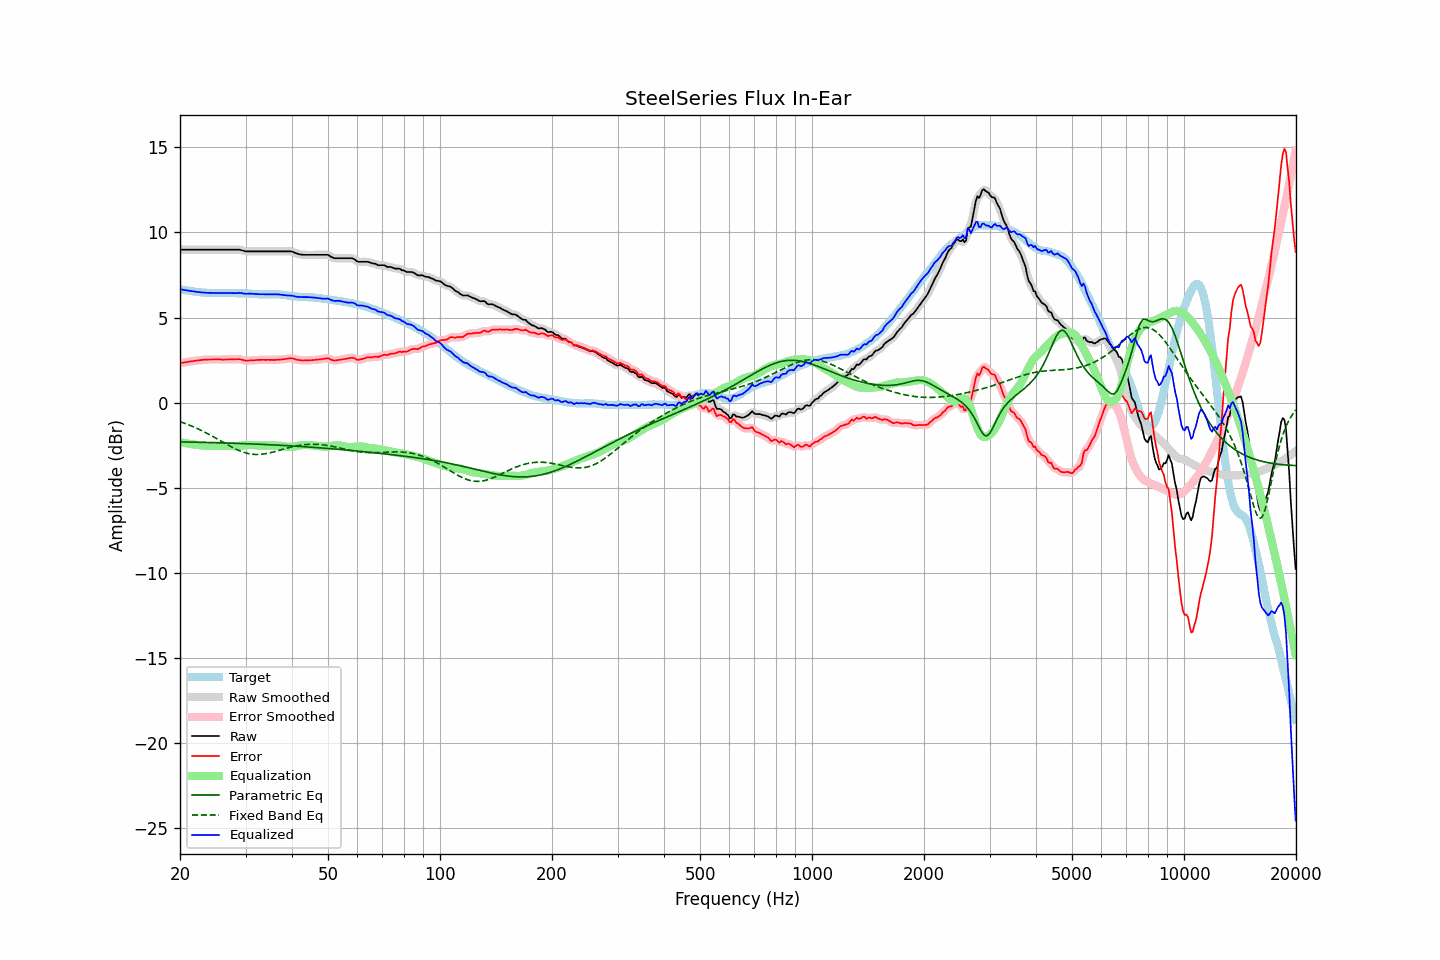 SteelSeries Flux In-Ear
15
10
5
0
−5
−10
−15
−20
−25
Amplitude (dBr)
Target
Raw Smoothed
Error Smoothed
Raw
Error
Equalization
Parametric Eq
Fixed Band Eq
Equalized
20 50 100 200 500 1000 2000 5000 10000 20000
Frequency (Hz)